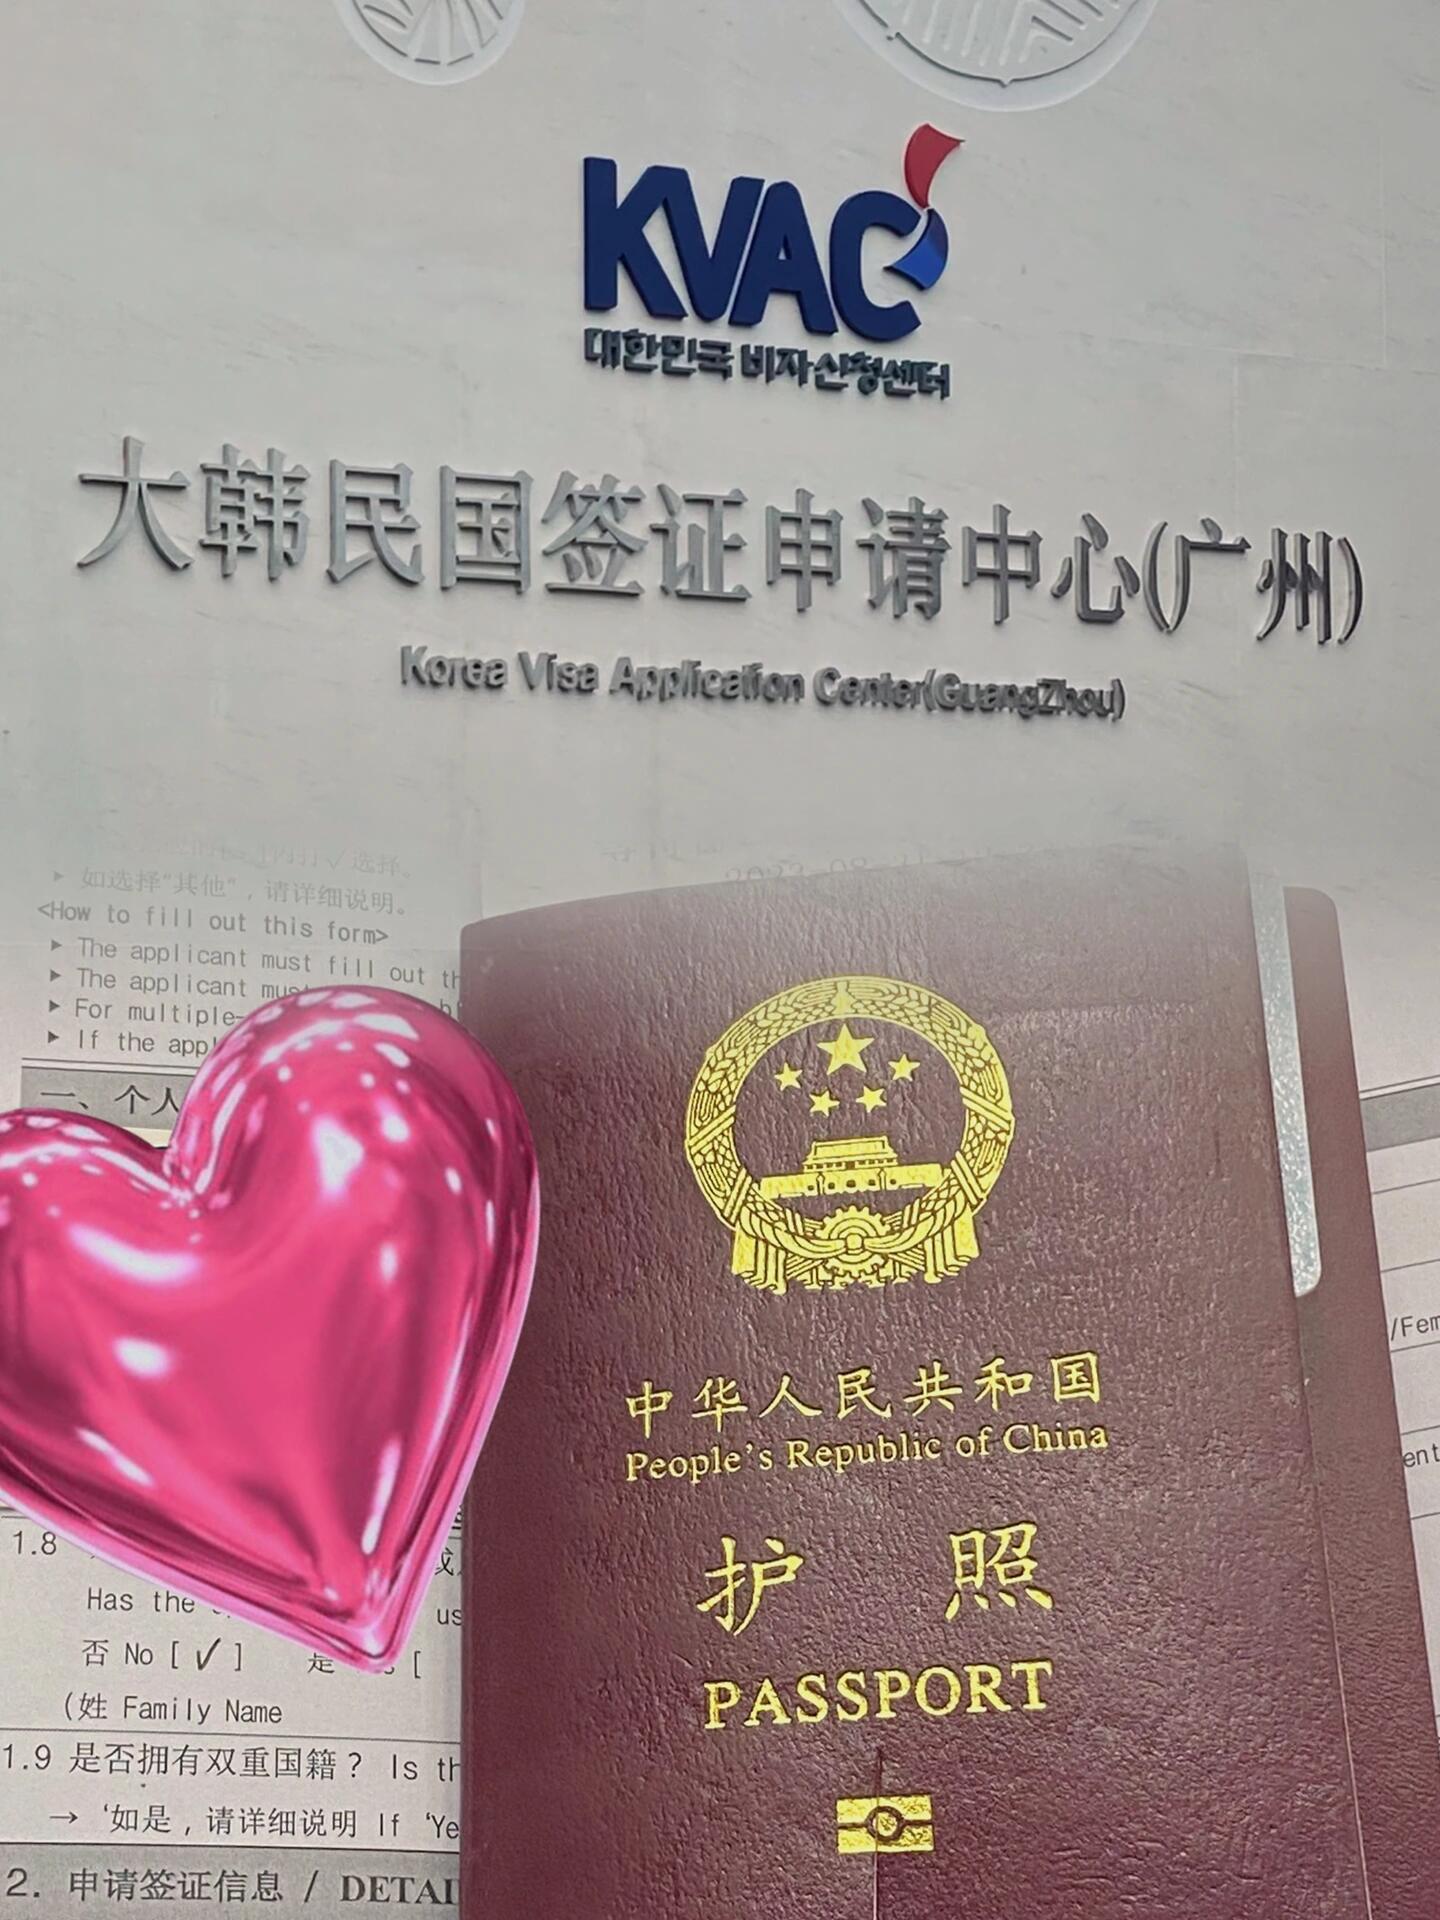 KVAC
대한민국 비자신청센터
大韩民国签证申请中心(广州)
Korea Visa Application Center(GuangZhou)
选择。
▶ 如选择"其他",请详细说明。
<How to fill out this form>
▶ The applicant must fill out
▶ The applicant
▶ For multiple-
▶ If the
一、个人
/Fem
中华人民共和国
People's Republic of China
护照
PASSPORT
1.8
Has the
否 No [ ✓ ] 是 [
(姓 Family Name
1.9 是否拥有双重国籍? Is
→ '如是,请详细说明 If 'Ye
2. 申请签证信息 / DETAI